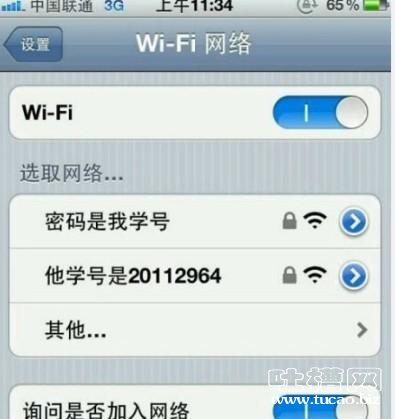 中国联通 3G 上午11:34 65%
设置 Wi-Fi 网络
Wi-Fi
选取网络...
密码是我学号
他学号是20112964
其他...
询问是否加入网络
吐槽网
www.tucao.bz